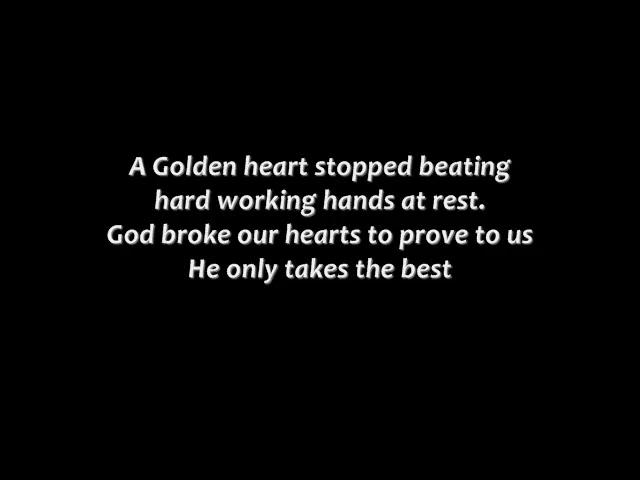 A Golden heart stopped beating
hard working hands at rest.
God broke our hearts to prove to us
He only takes the best